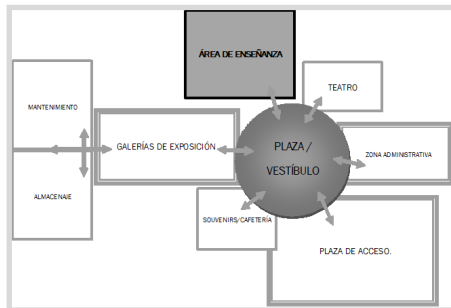 ÁREA DE ENSEÑANZA
TEATRO
MANTENIMIENTO
GALERÍAS DE EXPOSICIÓN
PLAZA /
VESTÍBULO
ZONA ADMINISTRATIVA
ALMACENAJE
SOUVENIRS/CAFETERÍA
PLAZA DE ACCESO.